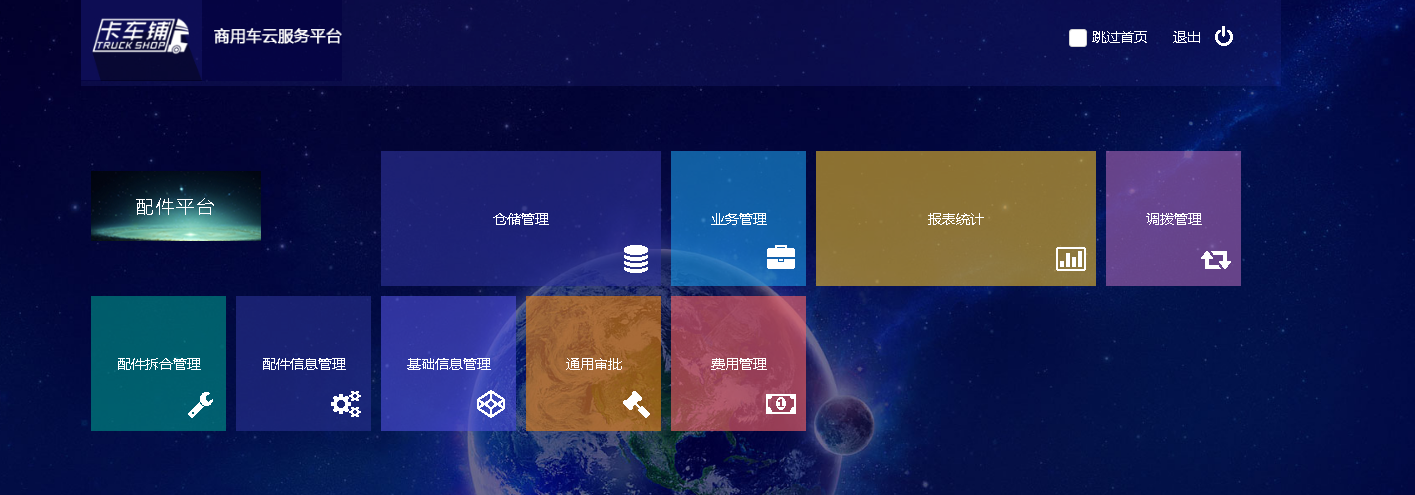 卡车铺
TRUCK SHOP
商用车云服务平台
跳过首页
退出
配件平台
仓储管理
业务管理
报表统计
调拨管理
配件拆合管理
配件信息管理
基础信息管理
通用审批
费用管理